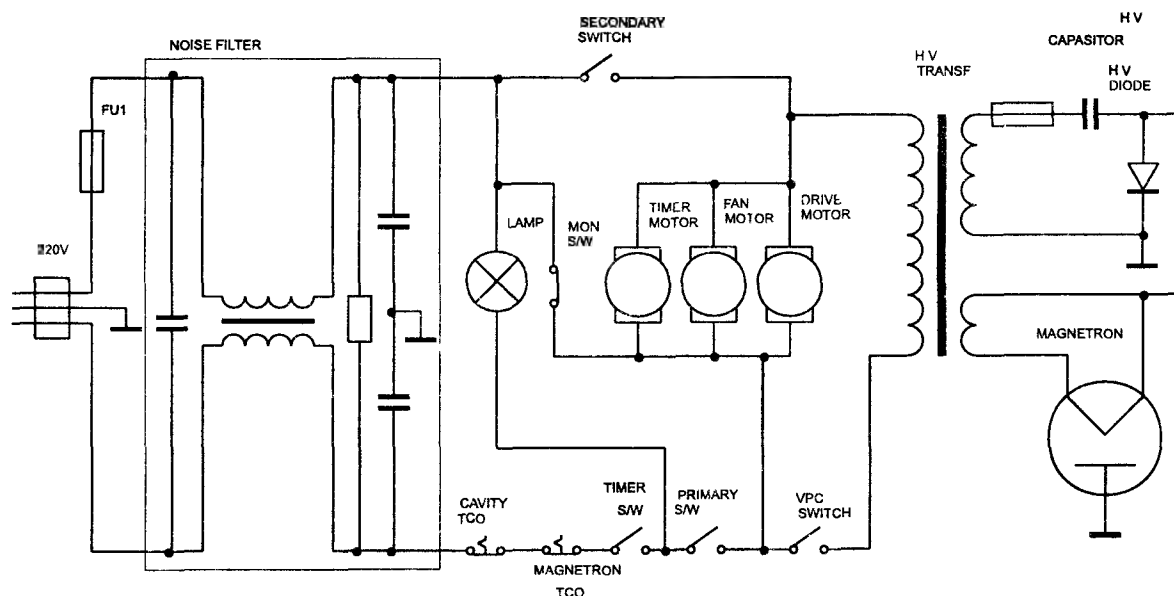 SECONDARY
SWITCH
H V
NOISE FILTER
CAPASITOR
H V
TRANSF
H V
DIODE
FU1
LAMP
MON
S/W
TIMER
MOTOR
FAN
MOTOR
DRIVE
MOTOR
20V
MAGNETRON
CAVITY
TCO
TIMER
S/W
PRIMARY
S/W
VPC
SWITCH
MAGNETRON
TCO